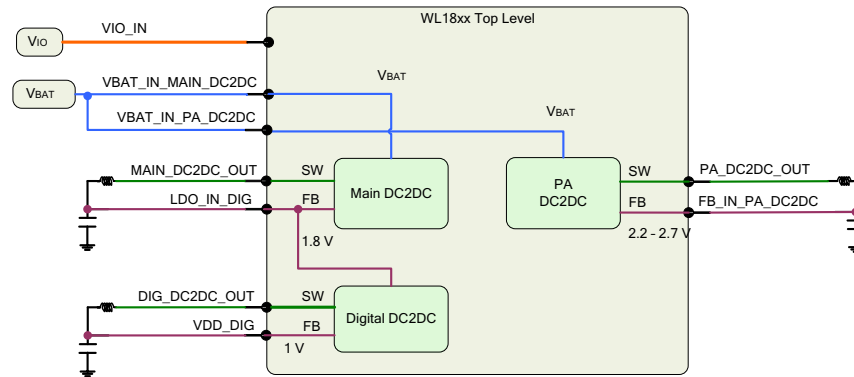 WL18xx Top Level
VIO
VIO_IN
VBAT
VBAT_IN_MAIN_DC2DC
VBAT
VBAT_IN_PA_DC2DC
VBAT
MAIN_DC2DC_OUT
SW
Main DC2DC
LDO_IN_DIG
FB
1.8 V
PA
DC2DC
SW
PA_DC2DC_OUT
FB
FB_IN_PA_DC2DC
2.2 – 2.7 V
DIG_DC2DC_OUT
SW
Digital DC2DC
VDD_DIG
FB
1 V